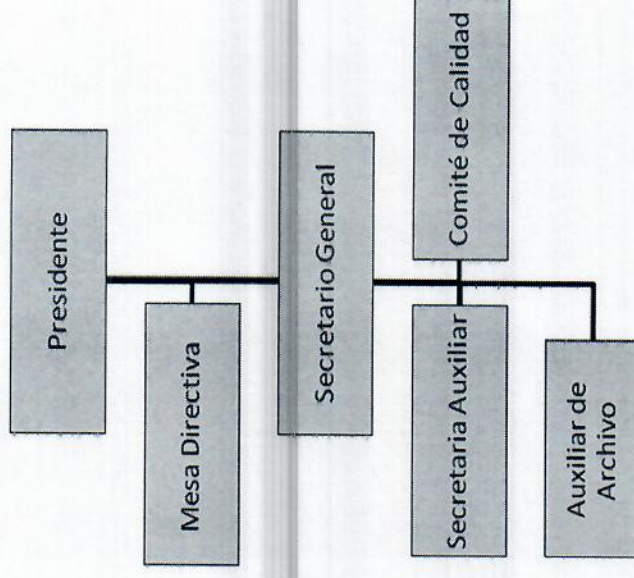 Presidente
Mesa Directiva
Secretario General
Secretaria Auxiliar
Comité de Calidad
Auxiliar de
Archivo